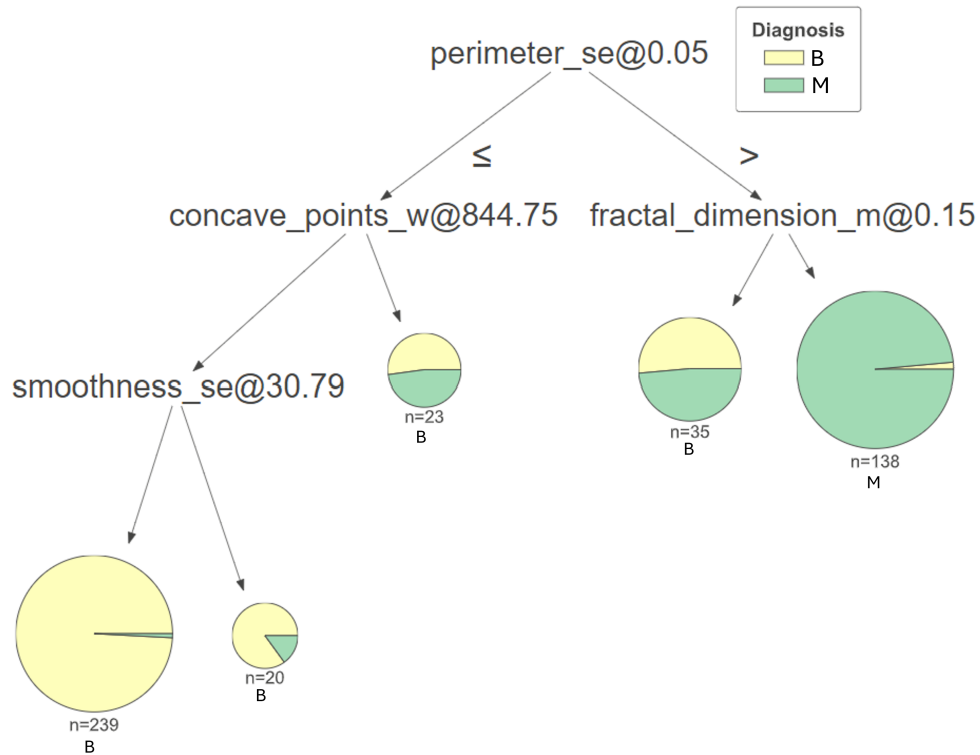 perimeter_se@0.05
Diagnosis
B
M
≤
>
concave_points_w@844.75
fractal_dimension_m@0.15
smoothness_se@30.79
n=23
B
n=35
B
n=138
M
n=20
B
n=239
B